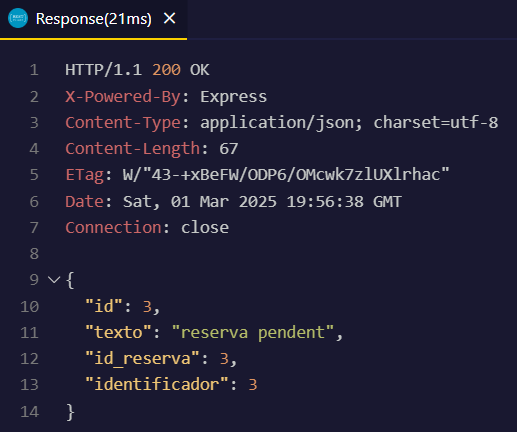 Response(21ms) ×
1 HTTP/1.1 200 OK
2 X-Powered-By: Express
3 Content-Type: application/json; charset=utf-8
4 Content-Length: 67
5 ETag: W/"43-+xBeFW/ODP6/OMcwk7zlUXlrhac"
6 Date: Sat, 01 Mar 2025 19:56:38 GMT
7 Connection: close
8
9 {
10 "id": 3,
11 "texto": "reserva pendent",
12 "id_reserva": 3,
13 "identificador": 3
14 }